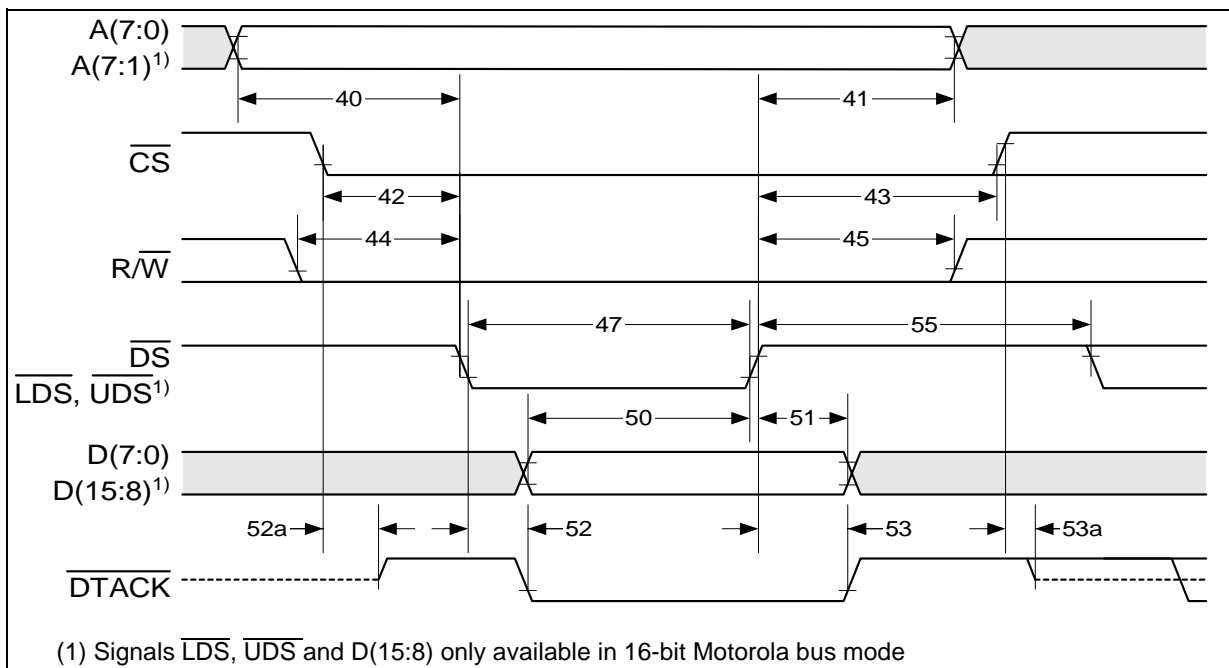 A(7:0)
A(7:1)1)
40
41
CS
42
43
44
45
R/W
47
55
DS
LDS, UDS1)
50
51
D(7:0)
D(15:8)1)
52a
52
53
53a
DTACK
(1) Signals LDS, UDS and D(15:8) only available in 16-bit Motorola bus mode